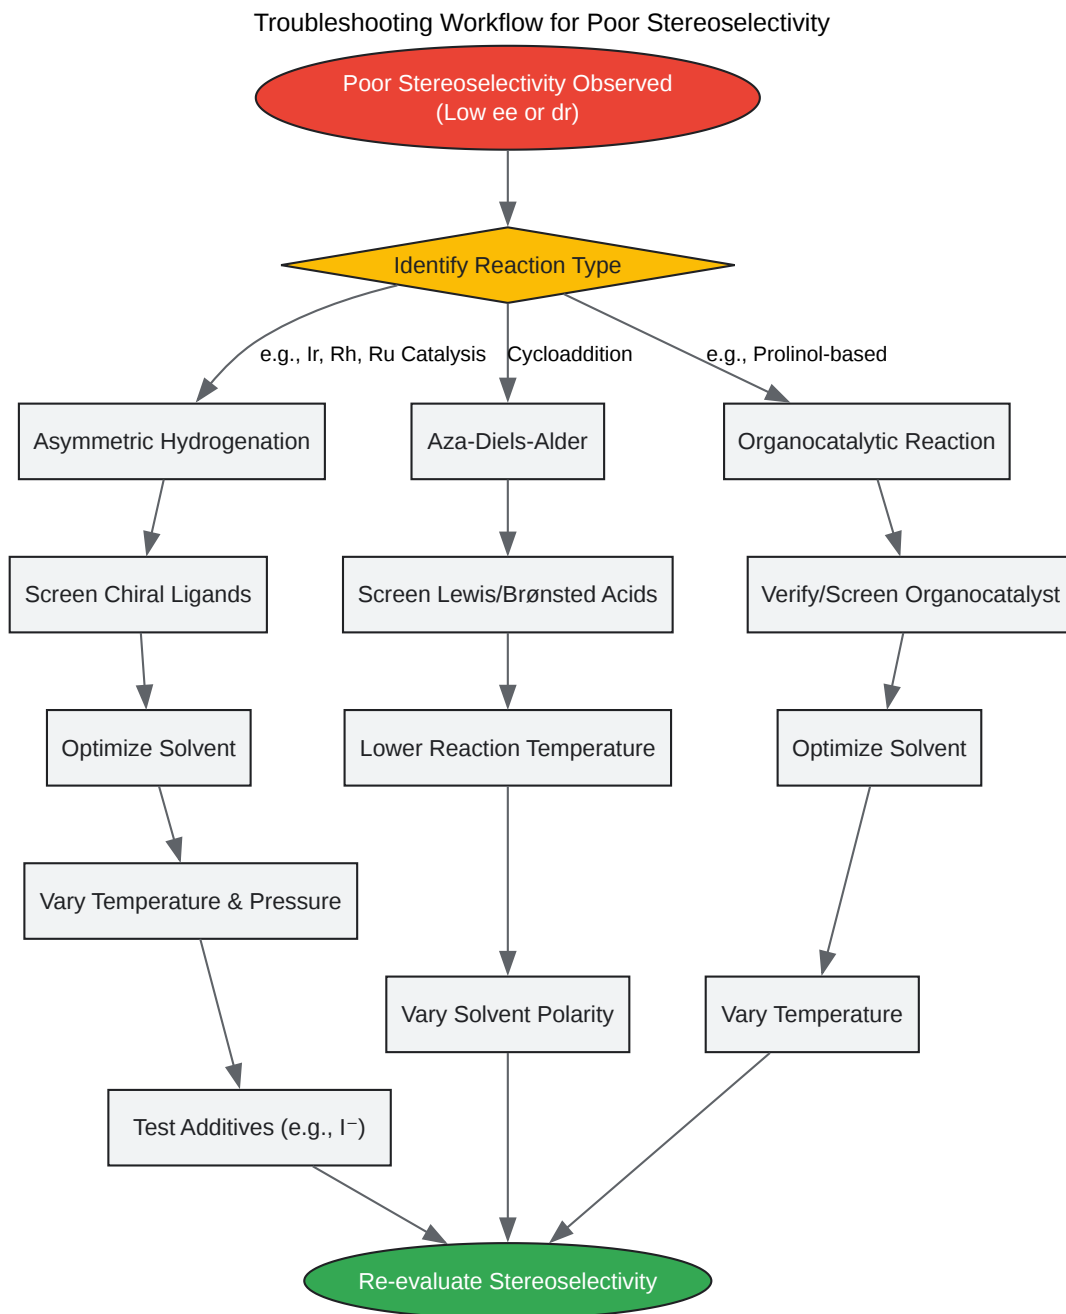 Troubleshooting Workflow for Poor Stereoselectivity
Poor Stereoselectivity Observed
(Low ee or dr)
Identify Reaction Type
e.g., Ir, Rh, Ru Catalysis
Cycloaddition
e.g., Prolinol-based
Asymmetric Hydrogenation
Aza-Diels-Alder
Organocatalytic Reaction
Screen Chiral Ligands
Screen Lewis/Brønsted Acids
Verify/Screen Organocatalyst
Optimize Solvent
Lower Reaction Temperature
Optimize Solvent
Vary Temperature & Pressure
Vary Solvent Polarity
Vary Temperature
Test Additives (e.g., I⁻)
Re-evaluate Stereoselectivity